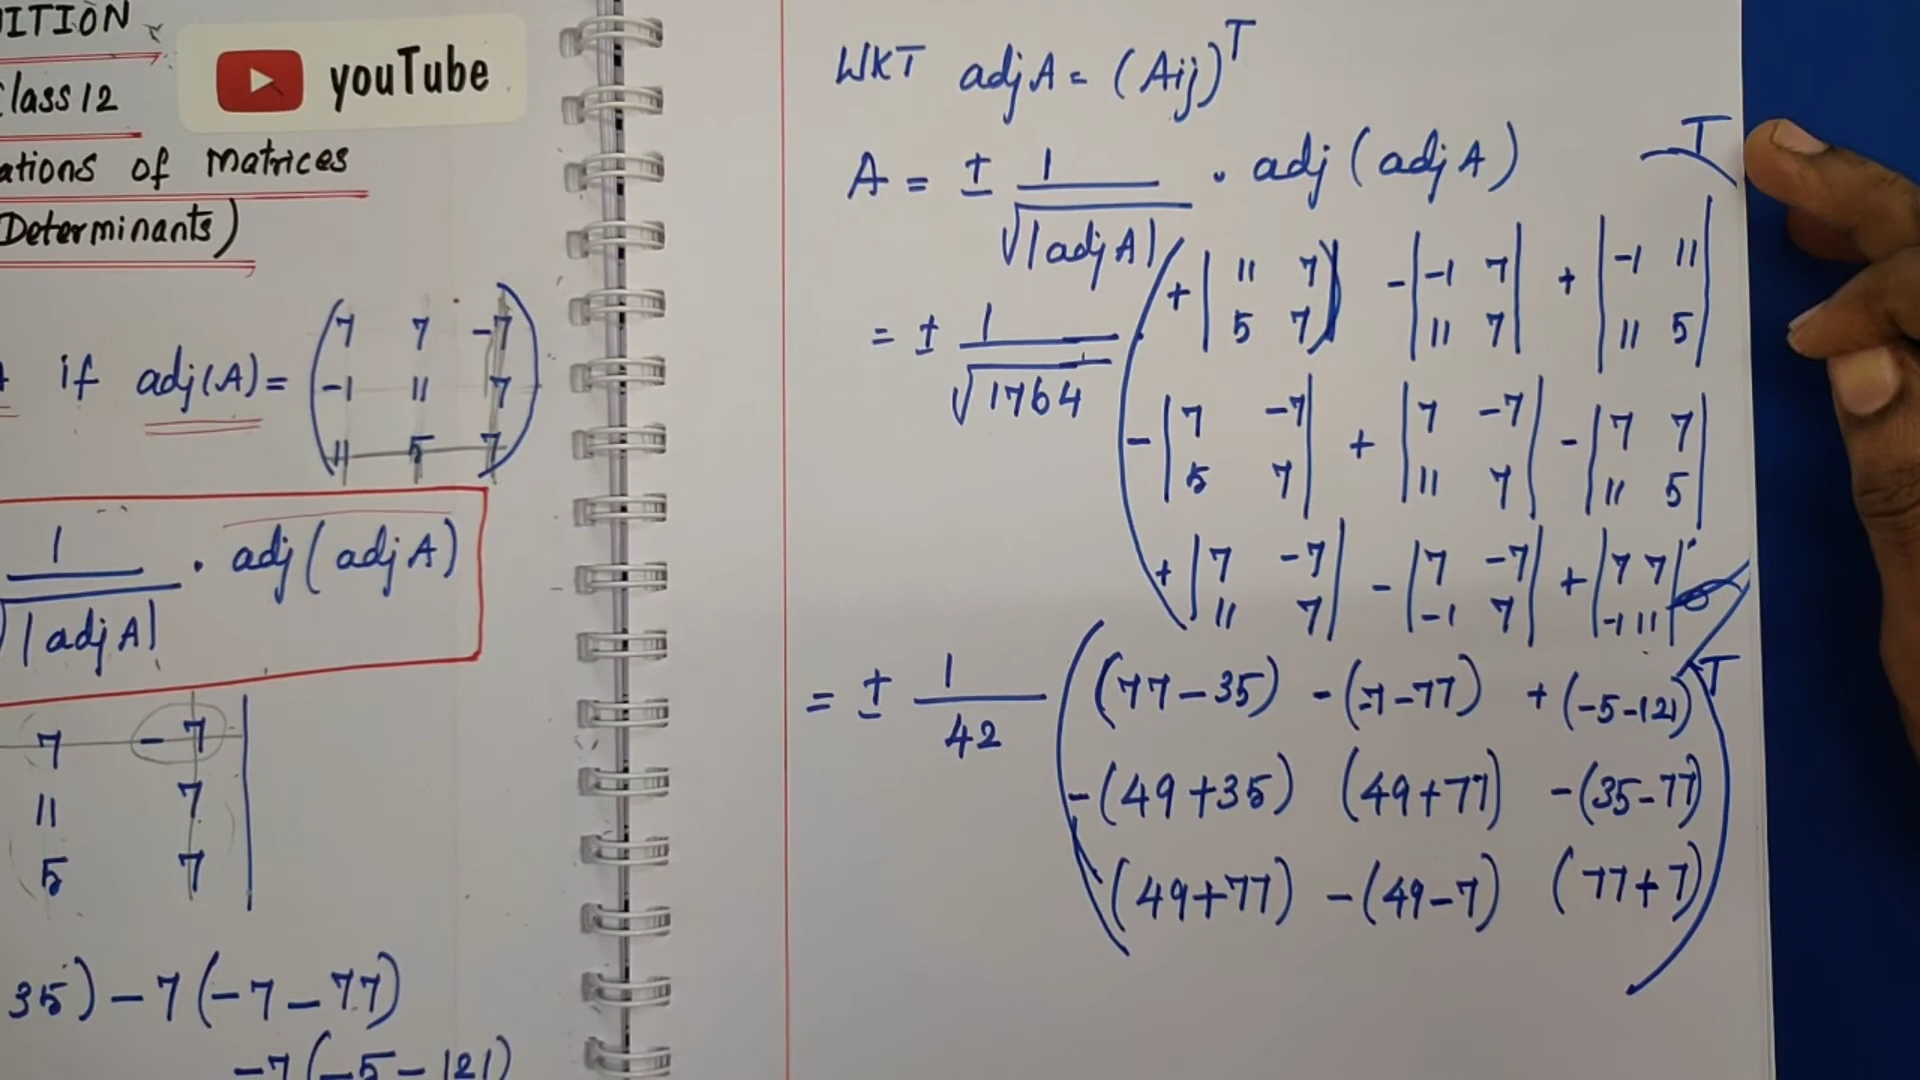 DITION
Class 12
ations of Matrices
Determinants)
youTube
if adj(A) = ( 7 7 -7
-1 11 7
11 5 7 )
1 / √|adj A| . adj(adj A)
7 -7
11 7
5 7
35) - 7(-7 - 77)
-7(-5 - 121)
WKT adj A = (Aij)^T
A = ± 1 / √|adj A| . adj(adj A)
= ± 1 / √1764 ( + |11 7| - |-1 7| + |-1 11|
|5 7| |11 7| |11 5|
- |7 -7| + |7 -7| - |7 7|
|5 7| |11 7| |11 5|
+ |7 -7| - |7 -7| + |7 7|
|11 7| |-1 7| |-1 11| )^T
= ± 1 / 42 ( (77 - 35) - (-7 - 77) + (-5 - 121)
- (49 + 35) (49 + 77) - (35 - 77)
(49 + 77) - (49 - 7) (77 + 7) )^T